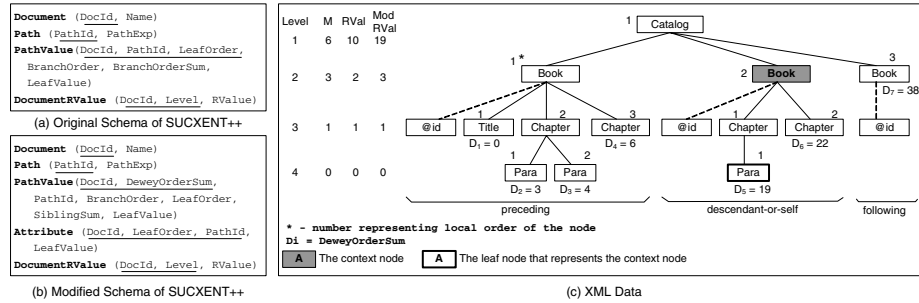 Document (DocId, Name)
Path (PathId, PathExp)
PathValue(DocId, PathId, LeafOrder,
BranchOrder, BranchOrderSum,
LeafValue)
DocumentRValue (DocId, Level, RValue)
(a) Original Schema of SUCXENT++
Document (DocId, Name)
Path (PathId, PathExp)
PathValue(DocId, DeweyOrderSum,
PathId, BranchOrder, LeafOrder,
SiblingSum, LeafValue)
Attribute (DocId, LeafOrder, PathId,
LeafValue)
DocumentRValue (DocId, Level, RValue)
(b) Modified Schema of SUCXENT++
Level M RVal Mod RVal
1 6 10 19
2 3 2 3
3 1 1 1
4 0 0 0
1 Catalog
1 * Book
2 Book
3 Book
D7 = 38
@id
1 Title
D1 = 0
2 Chapter
3 Chapter
D4 = 6
@id
1 Chapter
2 Chapter
D6 = 22
@id
1 Para
D2 = 3
2 Para
D3 = 4
1 Para
D5 = 19
preceding
descendant-or-self
following
* - number representing local order of the node
Di = DeweyOrderSum
A The context node
A The leaf node that represents the context node
(c) XML Data